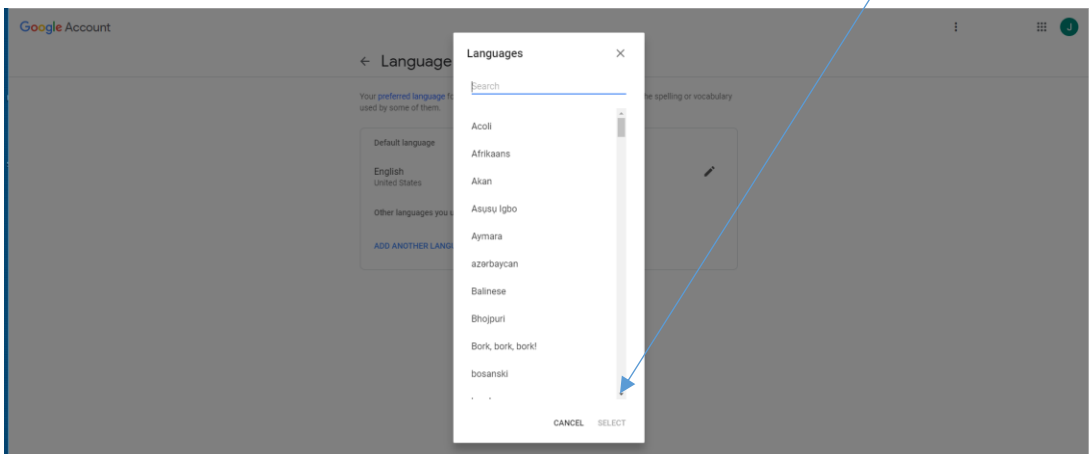 Google Account
J
Languages
← Language
Search
Your preferred language fo
he spelling or vocabulary
used by some of them.
Acoli
Default language
Afrikaans
English
United States
Akan
Asụsụ Igbo
Other languages you u
Aymara
ADD ANOTHER LANG
azərbaycan
Balinese
Bhojpuri
Bork, bork, bork!
bosanski
CANCEL SELECT